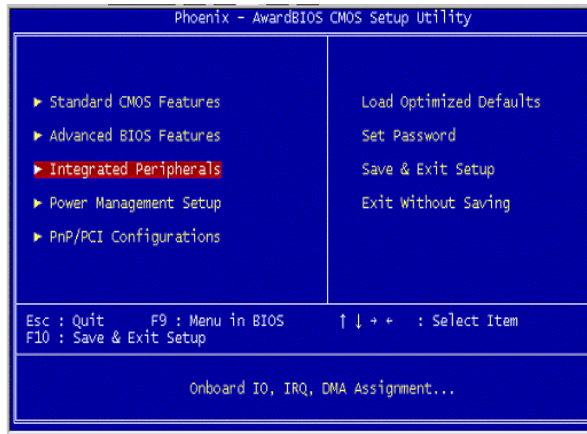 Phoenix - AwardBIOS CMOS Setup Utility
▶ Standard CMOS Features
▶ Advanced BIOS Features
▶ Integrated Peripherals
▶ Power Management Setup
▶ PnP/PCI Configurations
Load Optimized Defaults
Set Password
Save & Exit Setup
Exit Without Saving
Esc : Quit F9 : Menu in BIOS ↑ ↓ → ← : Select Item
F10 : Save & Exit Setup
Onboard IO, IRQ, DMA Assignment...